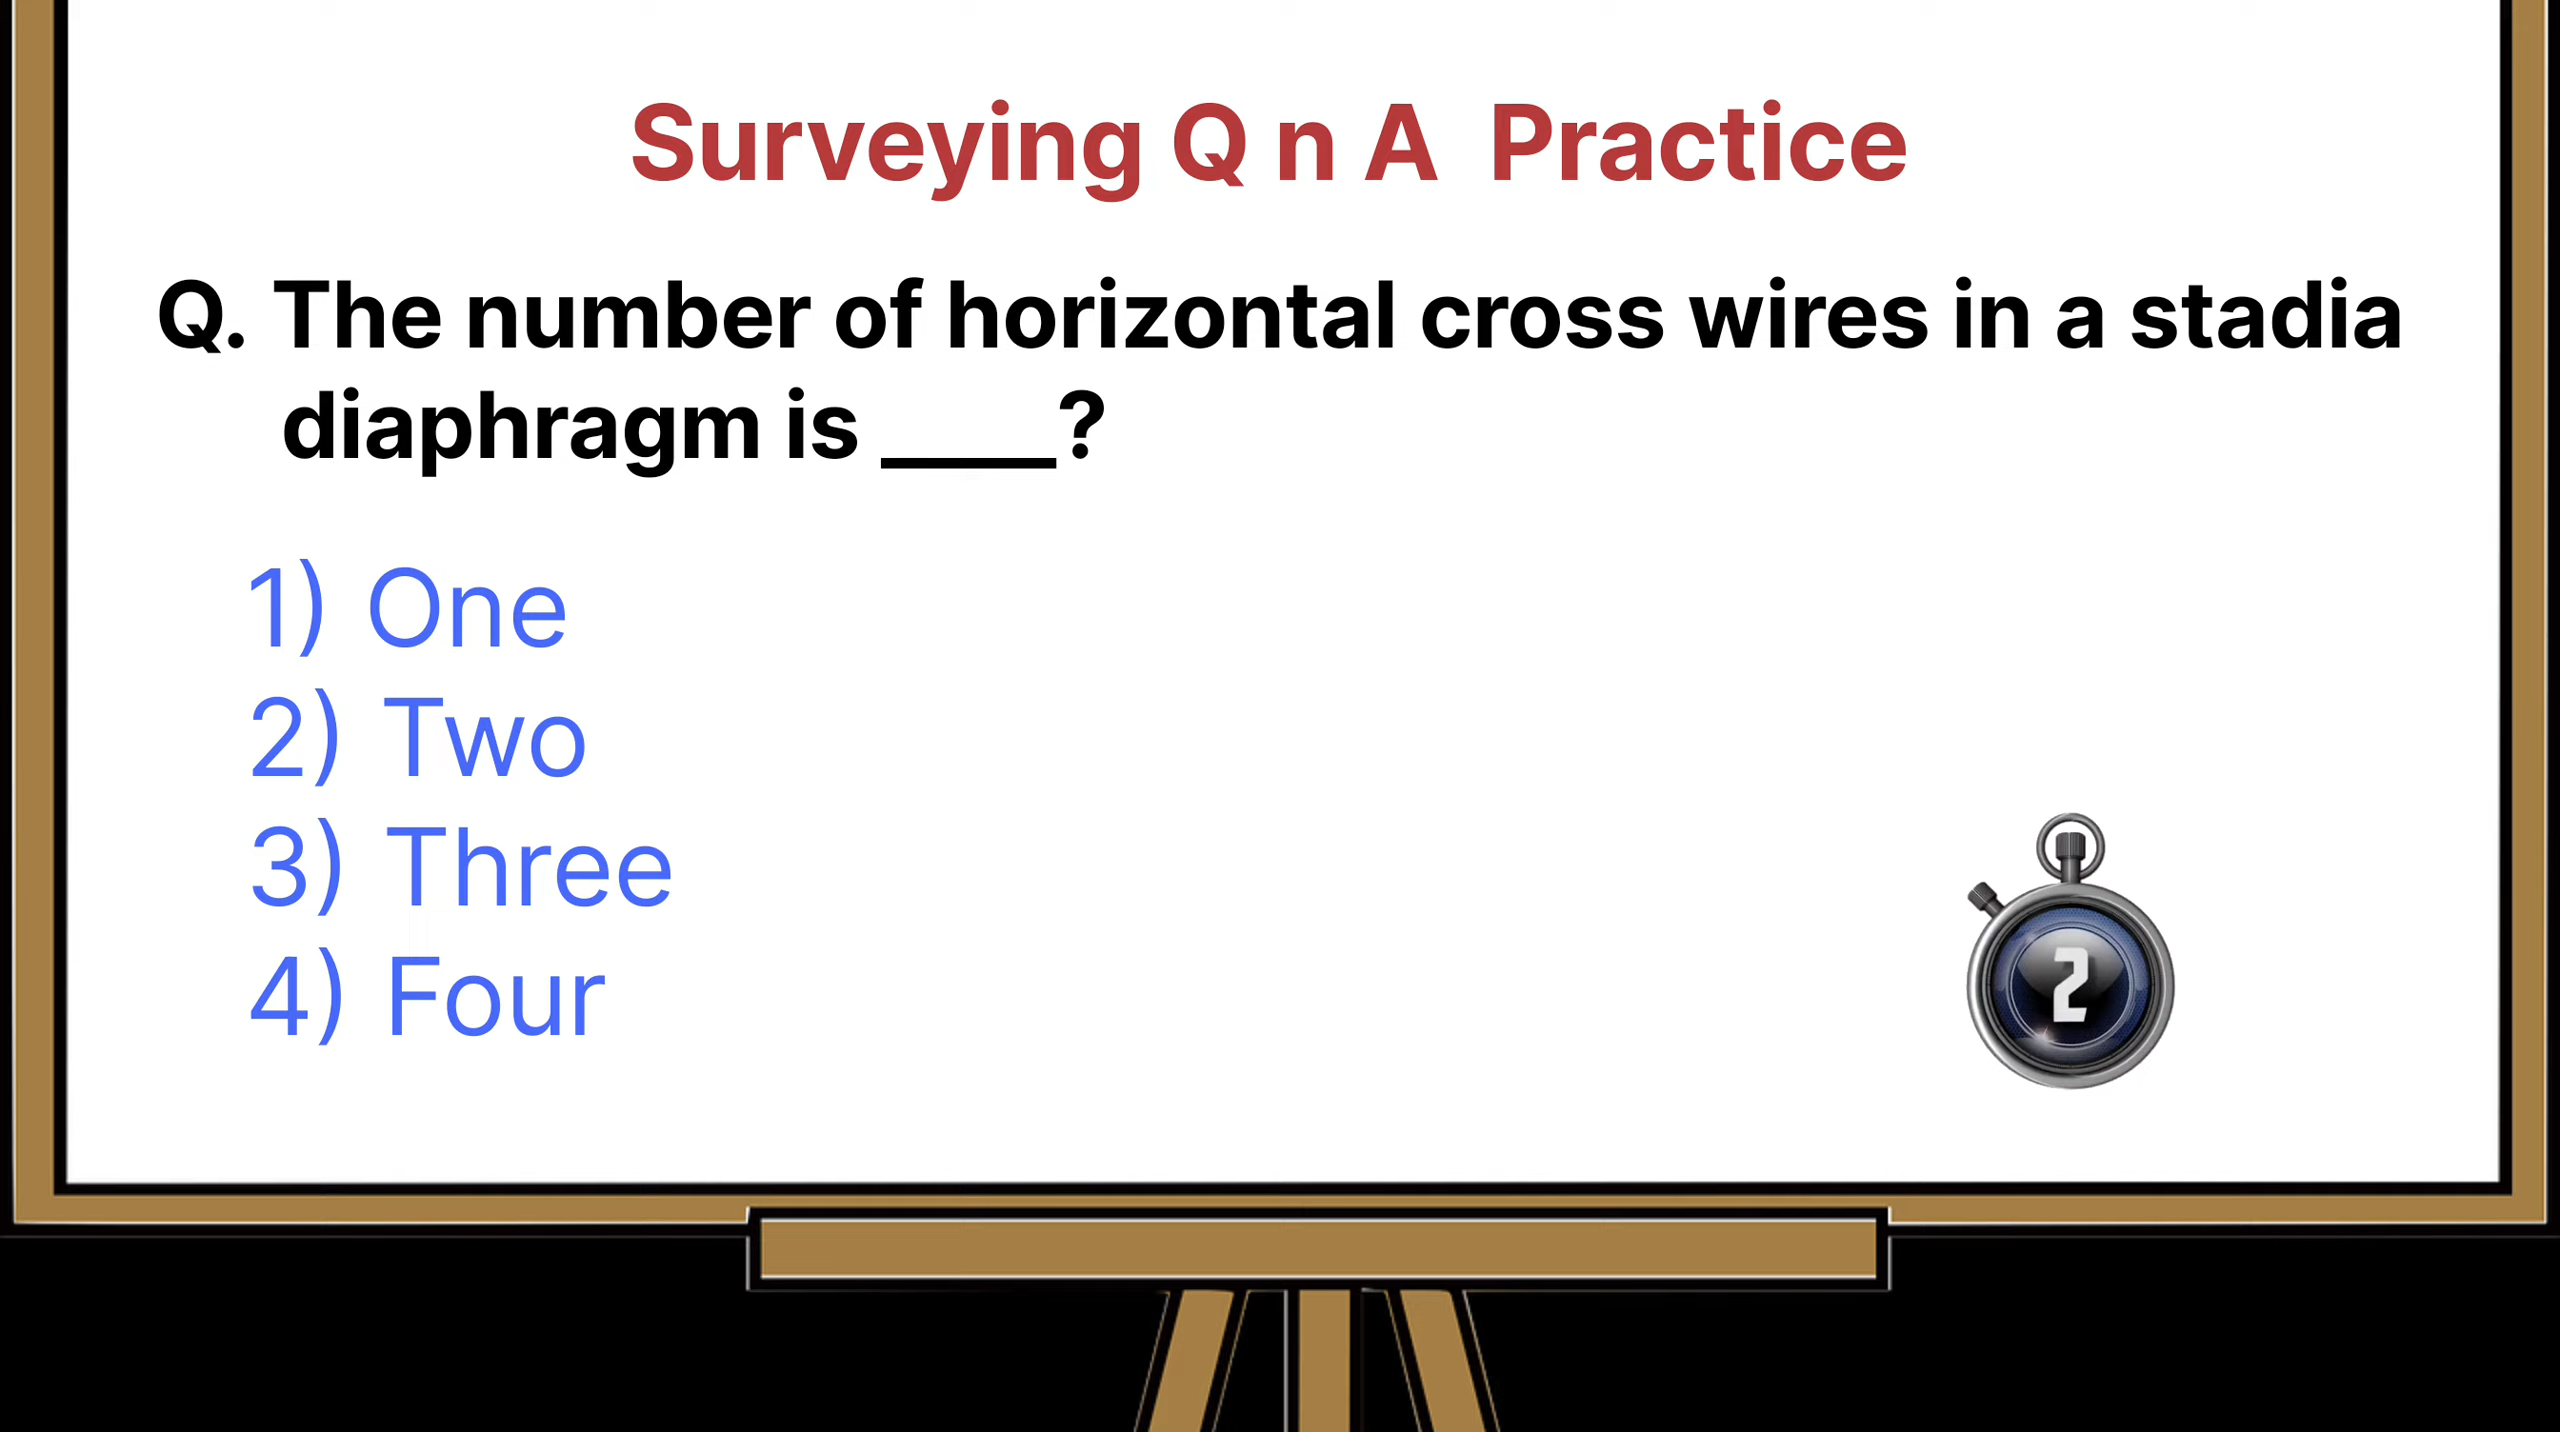 Surveying Q n A Practice
Q. The number of horizontal cross wires in a stadia
diaphragm is ____?
1) One
2) Two
3) Three
4) Four
2